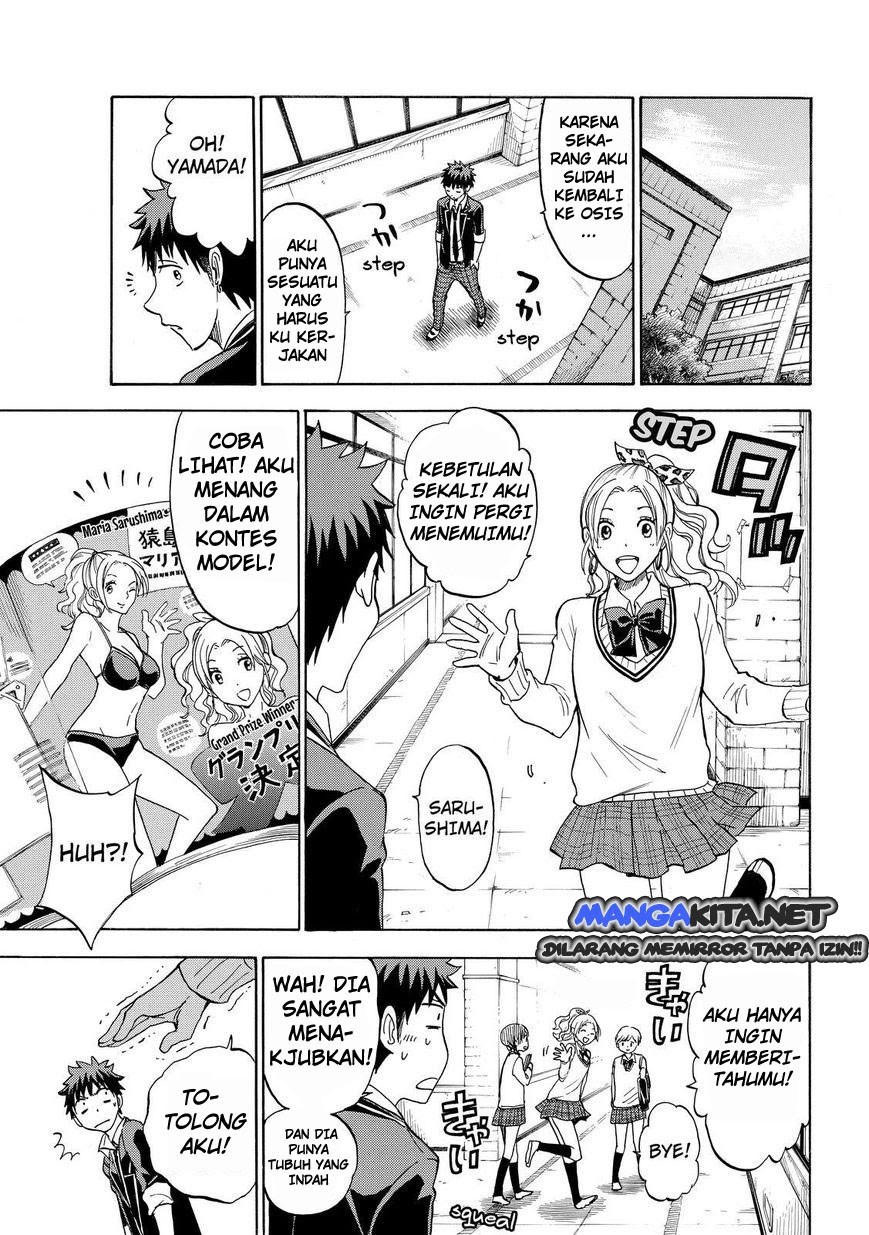 KARENA
SEKA-
RANG AKU
SUDAH
KEMBALI
KE OSIS
...
つか
step
つか
step
AKU
PUNYA
SESUATU
YANG
HARUS
KU KER-
JAKAN
OH!
YAMADA!
STEP
KEBETULAN
SEKALI! AKU
INGIN PERGI
MENEMUIMU!
SARU-
SHIMA!
COBA
LIHAT! AKU
MENANG
DALAM
KONTES
MODEL!
Maria Sarushima
猿島
マリア
Grand Prize Winner
グランプリ
決定
HUH?!
MANGAKITA.NET
DILARANG MEMIRROR TANPA IZIN!!
AKU HANYA
INGIN
MEMBERI-
TAHUMU!
BYE!
きゃい
きゃい
squeal
WAH! DIA
SANGAT
MENA-
KJUBKAN!
DAN DIA
PUNYA
TUBUH YANG
INDAH
TO-
TOLONG
AKU!